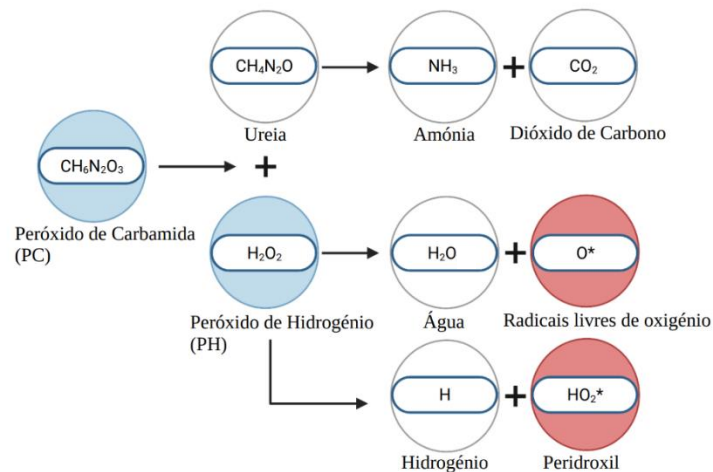 CH₄N₂O
NH₃
+
CO₂
Ureia
Amónia
Dióxido de Carbono
+
CH₆N₂O₃
Peróxido de Carbamida
(PC)
H₂O₂
H₂O
+
O*
Peróxido de Hidrogénio
(PH)
Água
Radicais livres de oxigénio
H
+
HO₂*
Hidrogénio
Peridroxil